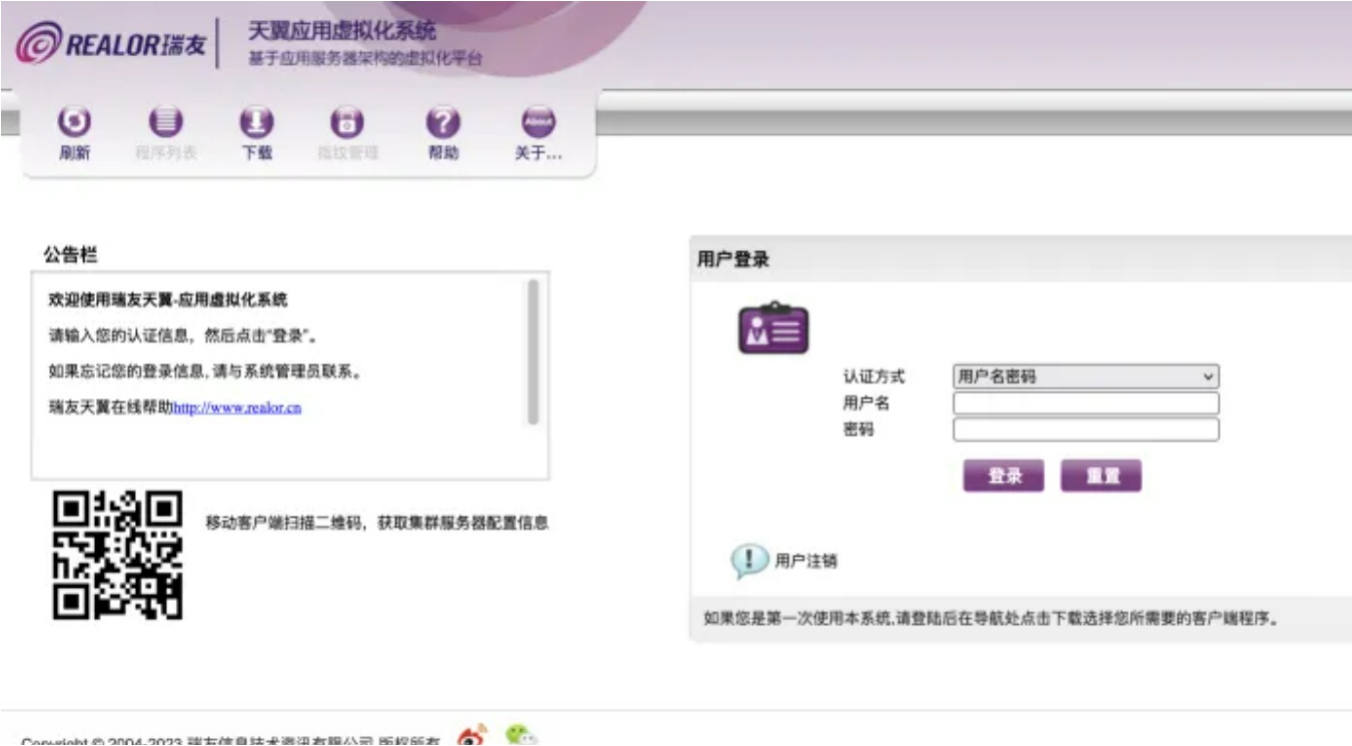 REALOR瑞友
天翼应用虚拟化系统
基于应用服务器架构的虚拟化平台
刷新
程序列表
下载
指纹管理
About
帮助
关于...
公告栏
欢迎使用瑞友天翼-应用虚拟化系统
请输入您的认证信息，然后点击“登录”。
如果忘记您的登录信息,请与系统管理员联系。
瑞友天翼在线帮助http://www.realor.cn
移动客户端扫描二维码，获取集群服务器配置信息
用户登录
认证方式 用户名密码
用户名
密码
登录 重置
用户注销
如果您是第一次使用本系统,请登陆后在导航处点击下载选择您所需要的客户端程序。
Copyright © 2004-2023 瑞友信息技术资讯有限公司 版权所有